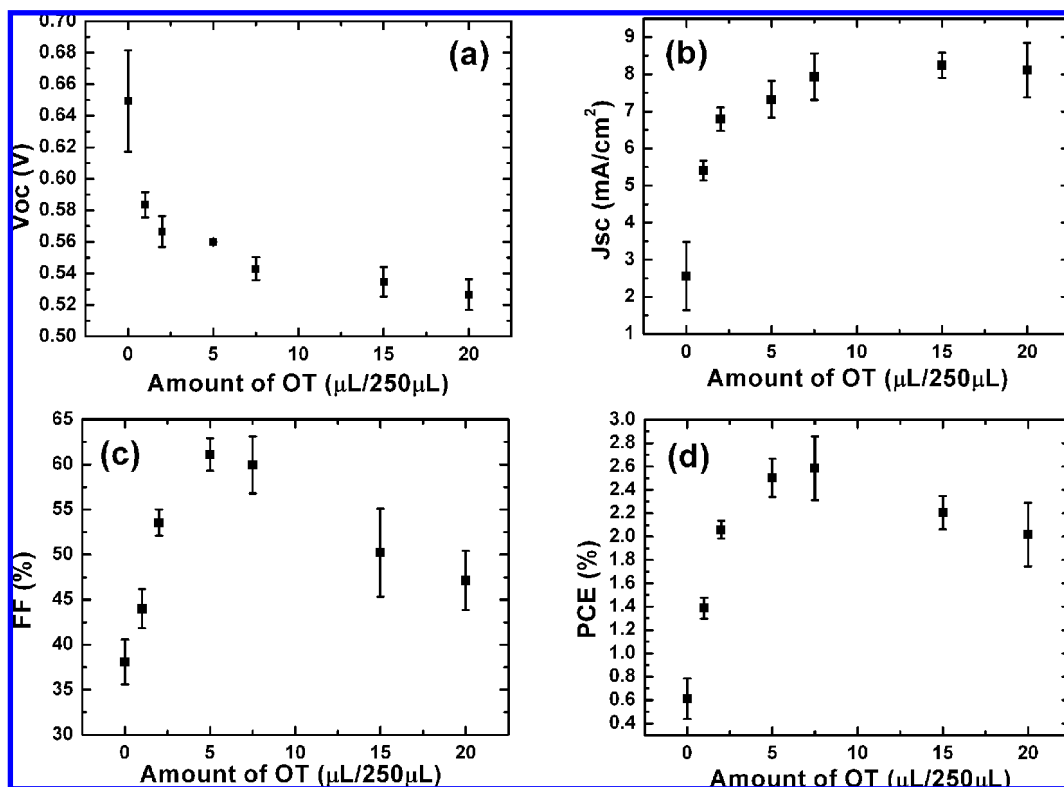 (a)
0.70
0.68
0.66
0.64
0.62
0.60
0.58
0.56
0.54
0.52
0.50
Voc (V)
0 5 10 15 20
Amount of OT (μL/250μL)
(b)
9
8
7
6
5
4
3
2
1
Jsc (mA/cm²)
0 5 10 15 20
Amount of OT (μL/250μL)
(c)
65
60
55
50
45
40
35
30
FF (%)
0 5 10 15 20
Amount of OT (μL/250μL)
(d)
3.0
2.8
2.6
2.4
2.2
2.0
1.8
1.6
1.4
1.2
1.0
0.8
0.6
0.4
PCE (%)
0 5 10 15 20
Amount of OT (μL/250μL)